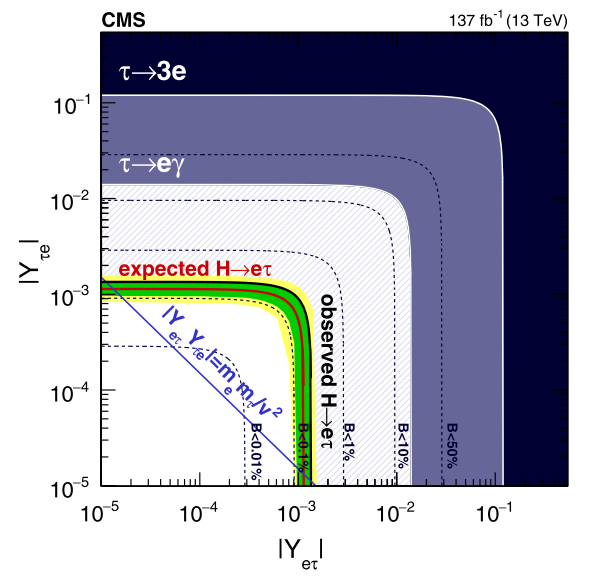 CMS 137 fb⁻¹ (13 TeV)
τ→3e
τ→eγ
expected H→eτ
observed H→eτ
|Y_eτ Y_τe|=m_e m_τ/v²
B<0.01%
B<0.1%
B<1%
B<10%
B<50%
10⁻¹
10⁻²
10⁻³
10⁻⁴
10⁻⁵
|Y_τe|
10⁻⁵ 10⁻⁴ 10⁻³ 10⁻² 10⁻¹
|Y_eτ|